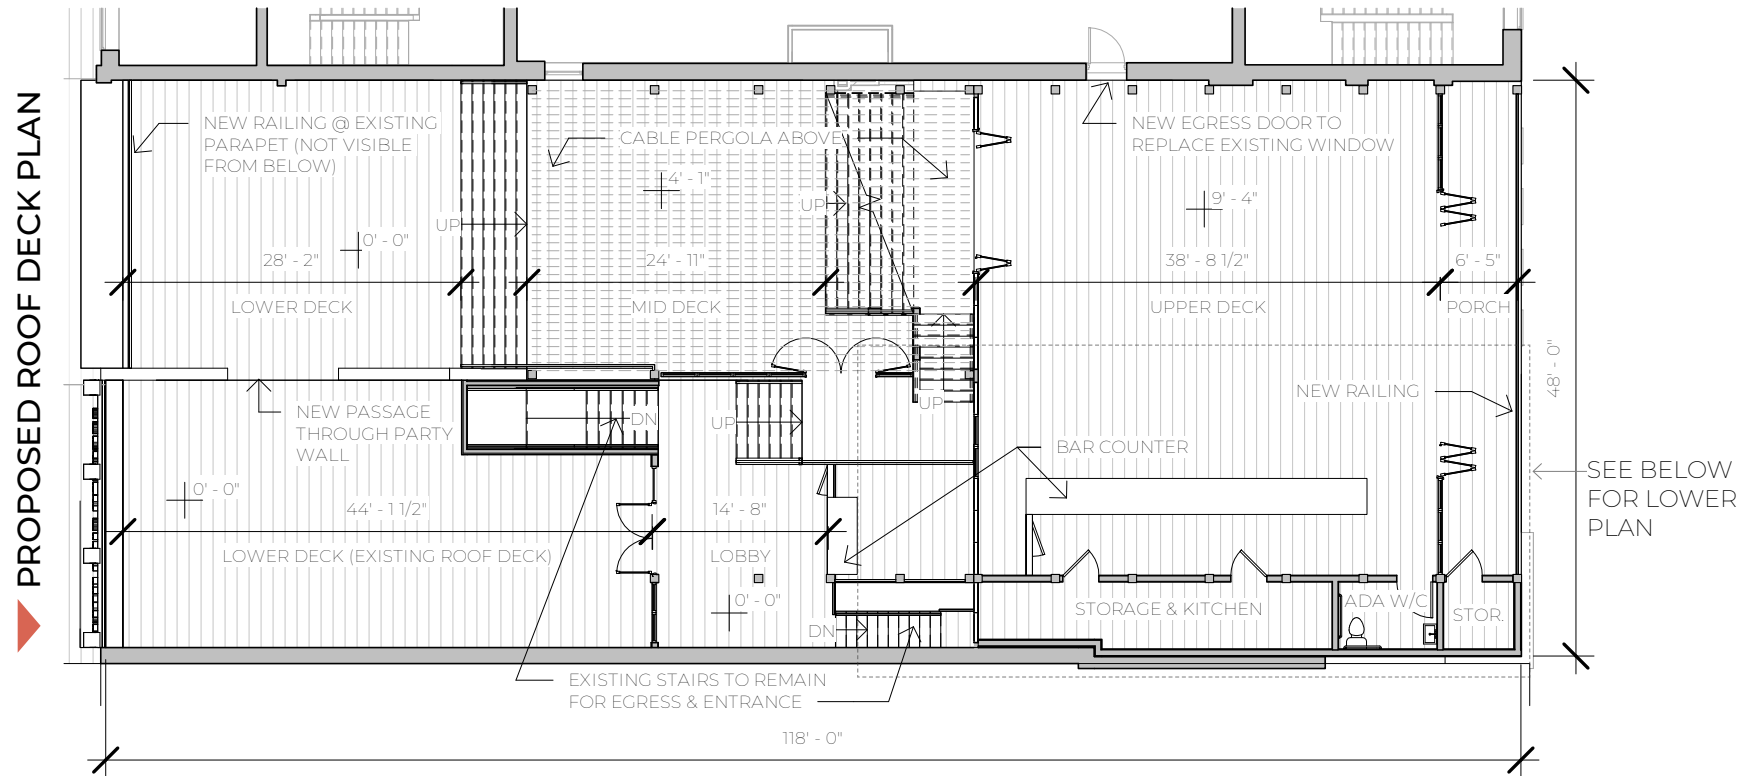 PROPOSED ROOF DECK PLAN
NEW RAILING @ EXISTING
PARAPET (NOT VISIBLE
FROM BELOW)
CABLE PERGOLA ABOVE
NEW EGRESS DOOR TO
REPLACE EXISTING WINDOW
4' - 1"
9' - 4"
UP
UP
0' - 0"
28' - 2"
24' - 11"
38' - 8 1/2"
6' - 5"
LOWER DECK
MID DECK
UPPER DECK
PORCH
48' - 0"
NEW RAILING
NEW PASSAGE
THROUGH PARTY
WALL
DN
UP
UP
BAR COUNTER
SEE BELOW
FOR LOWER
PLAN
0' - 0"
44' - 1 1/2"
14' - 8"
LOWER DECK (EXISTING ROOF DECK)
LOBBY
0' - 0"
STORAGE & KITCHEN
ADA W/C
STOR.
DN
EXISTING STAIRS TO REMAIN
FOR EGRESS & ENTRANCE
118' - 0"